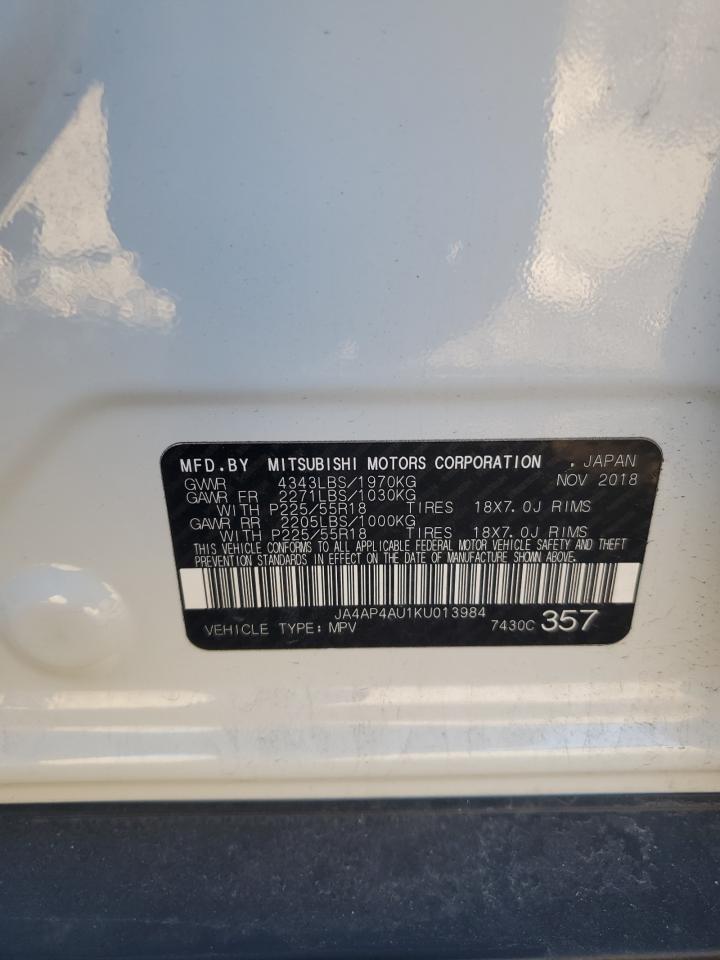 MFD.BY MITSUBISHI MOTORS CORPORATION . JAPAN
GVWR 4343LBS/1970KG NOV 2018
GAWR FR 2271LBS/1030KG
WITH P225/55R18 TIRES 18X7.0J RIMS
GAWR RR 2205LBS/1000KG
WITH P225/55R18 TIRES 18X7.0J RIMS
THIS VEHICLE CONFORMS TO ALL APPLICABLE FEDERAL MOTOR VEHICLE SAFETY AND THEFT
PREVENTION STANDARDS IN EFFECT ON THE DATE OF MANUFACTURE SHOWN ABOVE.
JA4AP4AU1KU013984
VEHICLE TYPE: MPV 7430C 357